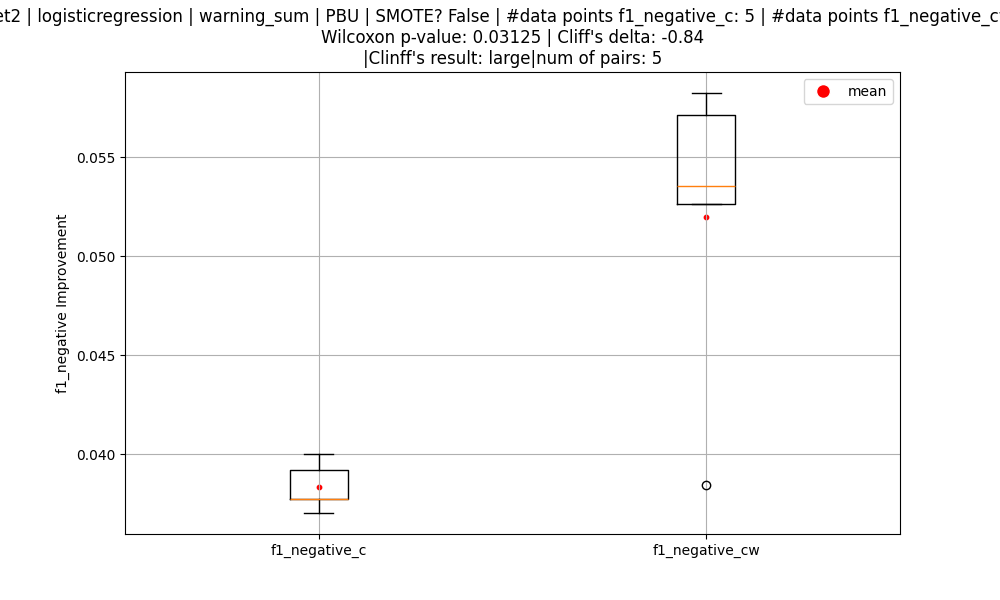 | logisticregression | warning_sum | PBU | SMOTE? False | #data points f1_negative_c: 5 | #data points
Wilcoxon p-value: 0.03125 | Cliff's delta: -0.84
|Clinff's result: large|num of pairs: 5
mean
0.055
0.050
0.045
0.040
f1_negative Improvement
f1_negative_c
f1_negative_cw